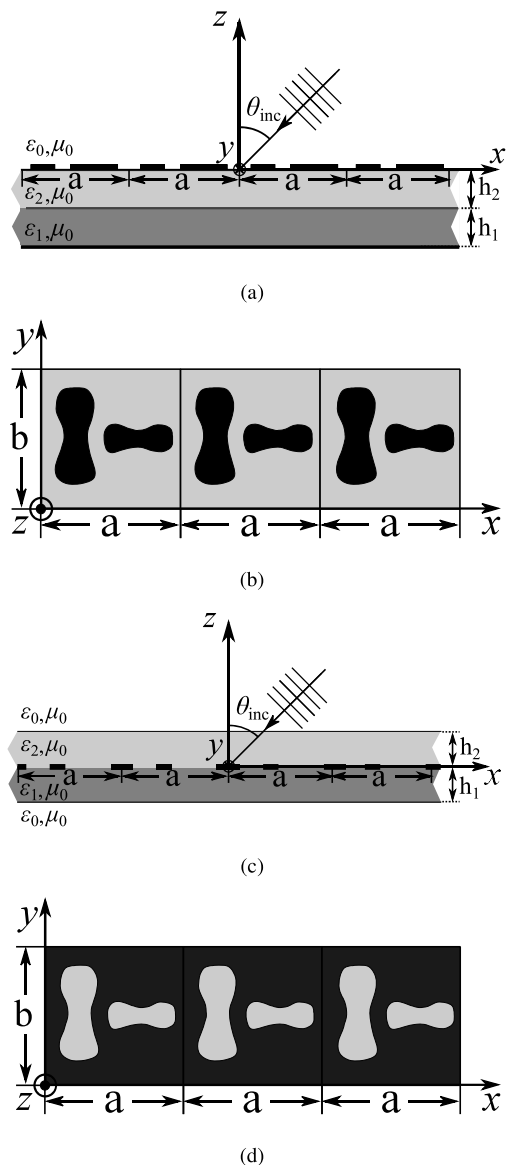 z
θinc
ε0,μ0
y
x
a a a a
ε2,μ0
h2
ε1,μ0
h1
(a)
y
b
z a a a x
(b)
z
θinc
ε0,μ0
ε2,μ0
y
h2
a a a a x
ε1,μ0
h1
ε0,μ0
(c)
y
b
z a a a x
(d)